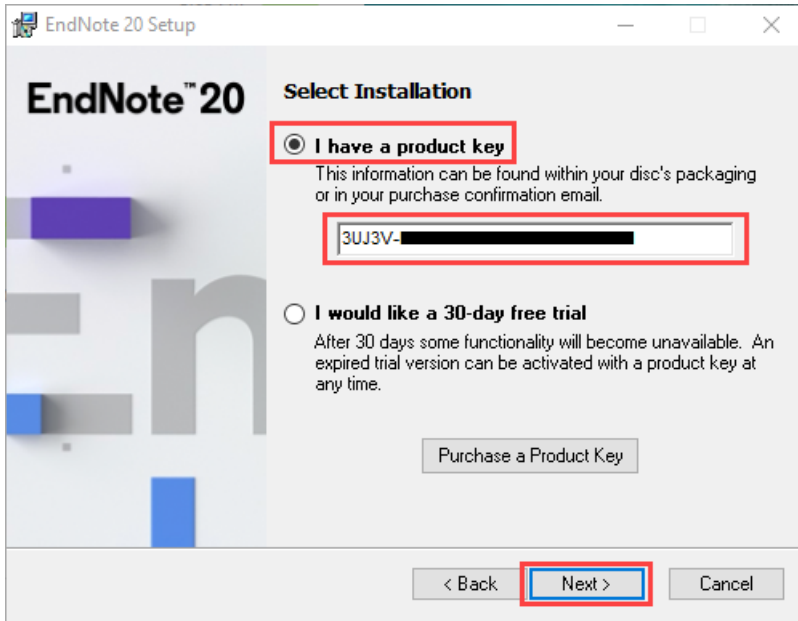 EndNote 20 Setup
EndNote™20
Select Installation
I have a product key
This information can be found within your disc's packaging
or in your purchase confirmation email.
3UJ3V-
I would like a 30-day free trial
After 30 days some functionality will become unavailable. An
expired trial version can be activated with a product key at
any time.
Purchase a Product Key
< Back
Next >
Cancel